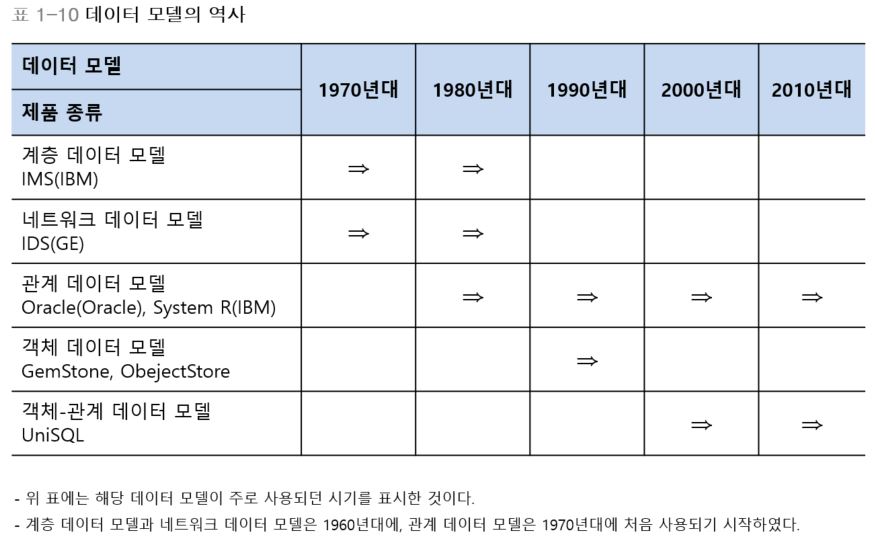 표 1–10 데이터 모델의 역사
데이터 모델
제품 종류
1970년대 1980년대 1990년대 2000년대 2010년대
계층 데이터 모델
IMS(IBM)
⇒ ⇒
네트워크 데이터 모델
IDS(GE)
⇒ ⇒
관계 데이터 모델
Oracle(Oracle), System R(IBM)
⇒ ⇒ ⇒ ⇒
객체 데이터 모델
GemStone, ObejectStore
⇒
객체-관계 데이터 모델
UniSQL
⇒ ⇒
- 위 표에는 해당 데이터 모델이 주로 사용되던 시기를 표시한 것이다.
- 계층 데이터 모델과 네트워크 데이터 모델은 1960년대에, 관계 데이터 모델은 1970년대에 처음 사용되기 시작하였다.